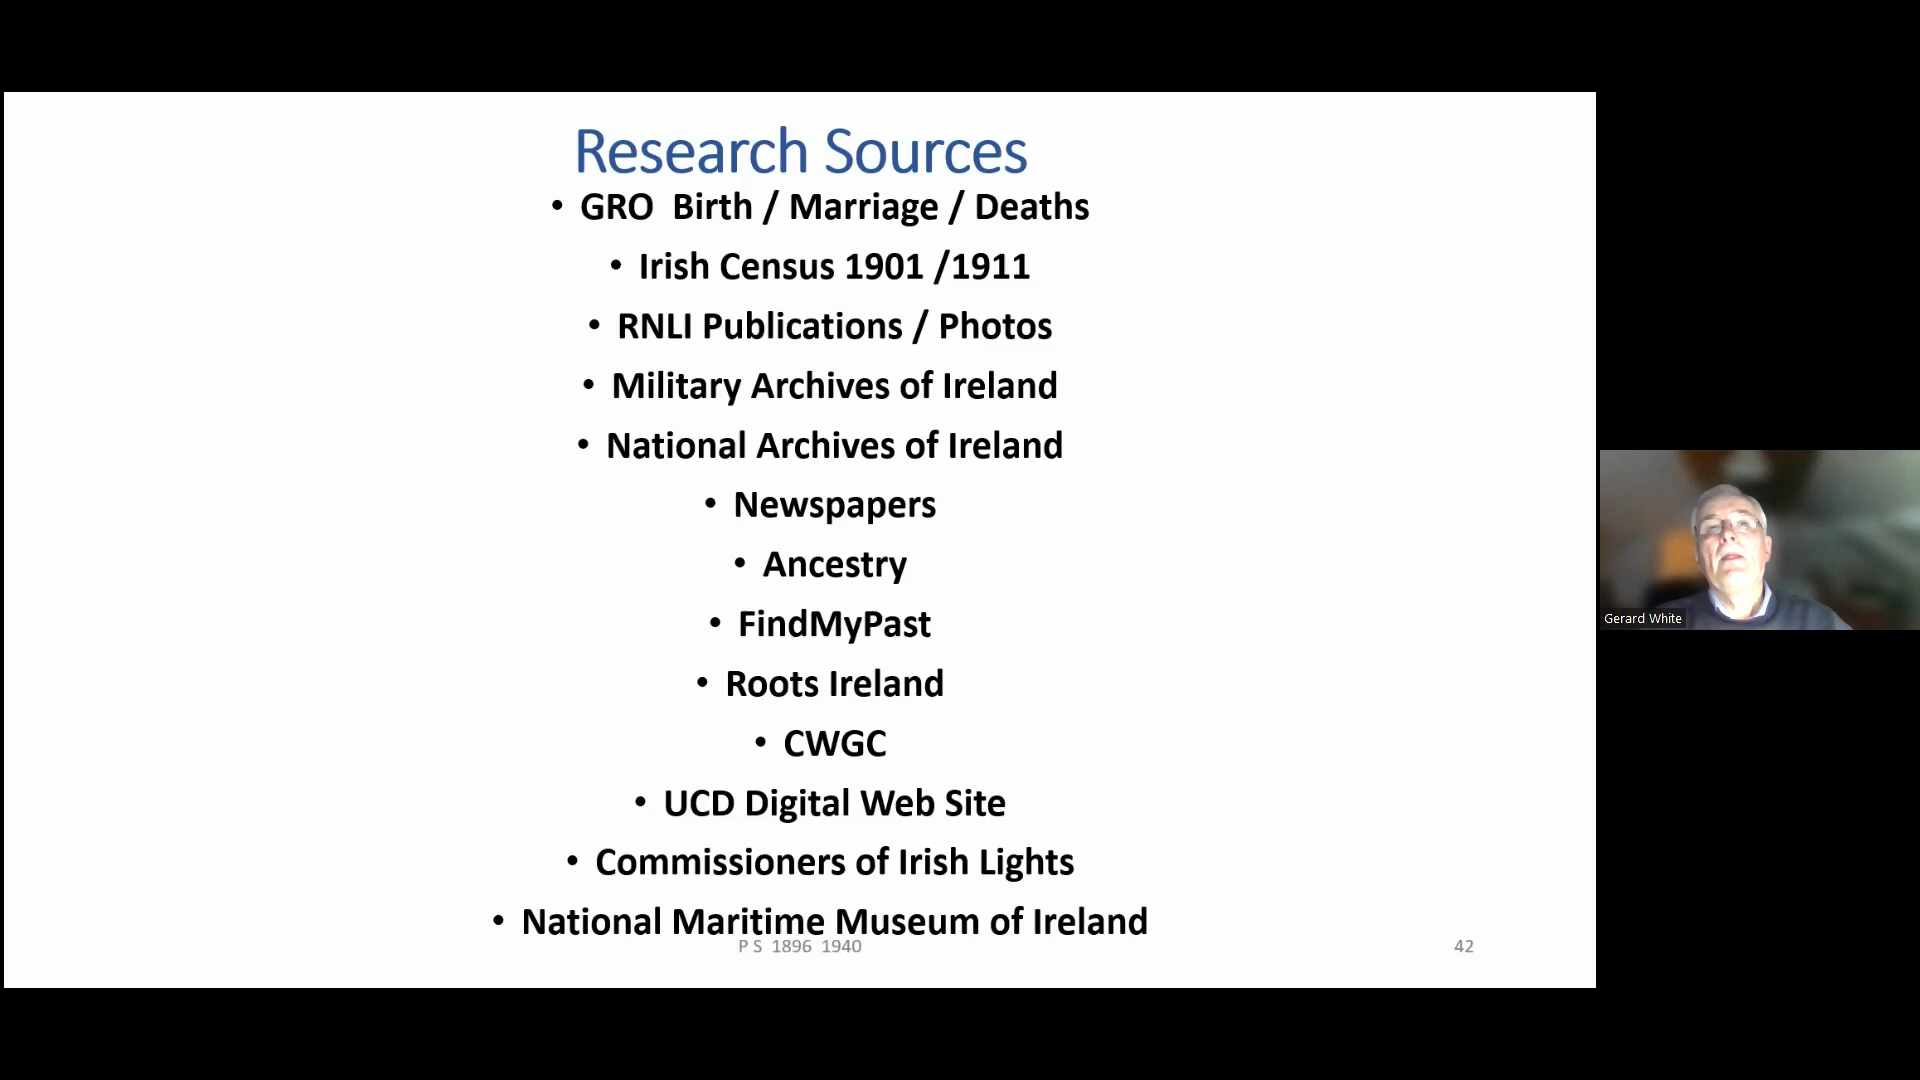 Research Sources
• GRO Birth / Marriage / Deaths
• Irish Census 1901 /1911
• RNLI Publications / Photos
• Military Archives of Ireland
• National Archives of Ireland
• Newspapers
• Ancestry
• FindMyPast
• Roots Ireland
• CWGC
• UCD Digital Web Site
• Commissioners of Irish Lights
• National Maritime Museum of Ireland
P S 1896 1940
42
Gerard White